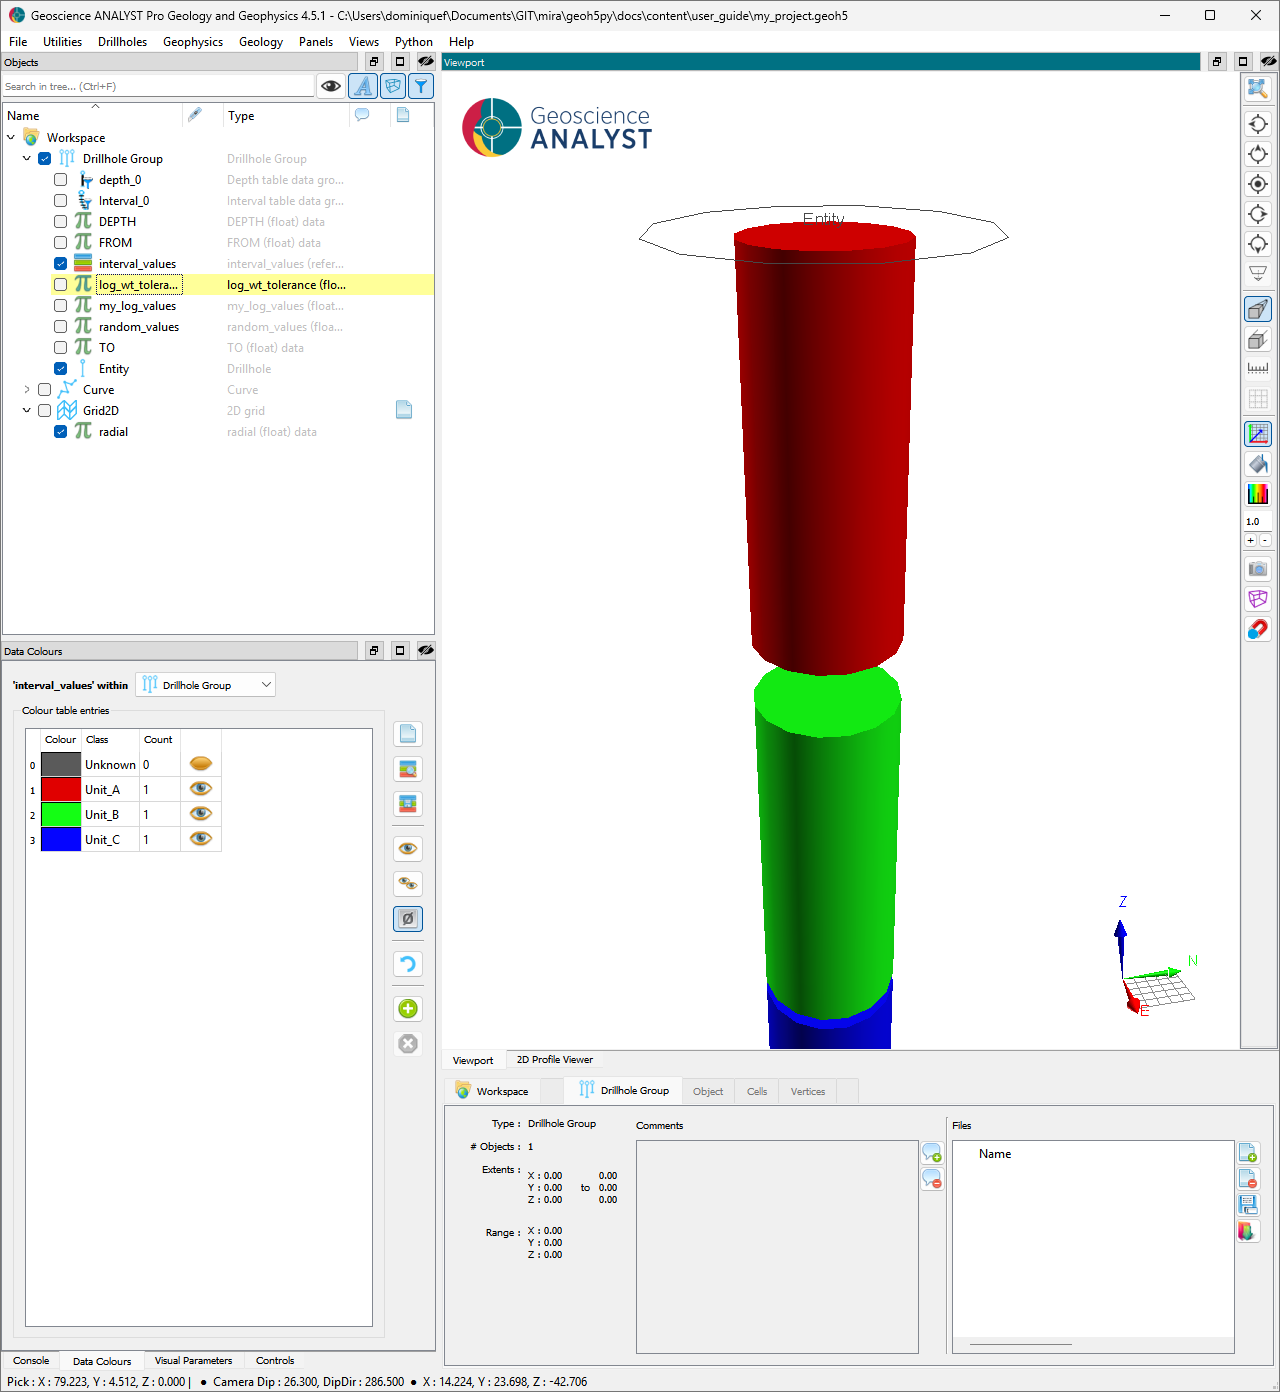 Geoscience ANALYST Pro Geology and Geophysics 4.5.1 - C:\Users\dominiquef\Documents\GIT\mira\geoh5py\docs\content\user_guide\my_project.geoh5
File Utilities Drillholes Geophysics Geology Panels Views Python Help
Objects
Search in tree... (Ctrl+F)
Name Type
Workspace
Drillhole Group Drillhole Group
depth_0 Depth table data gro...
Interval_0 Interval table data gr...
DEPTH DEPTH (float) data
FROM FROM (float) data
interval_values interval_values (refer...
log_wt_tolera... log_wt_tolerance (flo...
my_log_values my_log_values (float...
random_values random_values (floa...
TO TO (float) data
Entity Drillhole
Curve Curve
Grid2D 2D grid
radial radial (float) data
Data Colours
'interval_values' within Drillhole Group
Colour table entries
Colour Class Count
0 Unknown 0
1 Unit_A 1
2 Unit_B 1
3 Unit_C 1
Console Data Colours Visual Parameters Controls
Viewport
Geoscience
ANALYST
Entity
Z
N
E
1.0
+ -
Viewport 2D Profile Viewer
Workspace Drillhole Group Object Cells Vertices
Type : Drillhole Group
# Objects : 1
Extents :
X : 0.00 0.00
Y : 0.00 to 0.00
Z : 0.00 0.00
Range : X : 0.00
Y : 0.00
Z : 0.00
Comments
Files
Name
Pick : X : 79.223, Y : 4.512, Z : 0.000 | ● Camera Dip : 26.300, DipDir : 286.500 ● X : 14.224, Y : 23.698, Z : -42.706